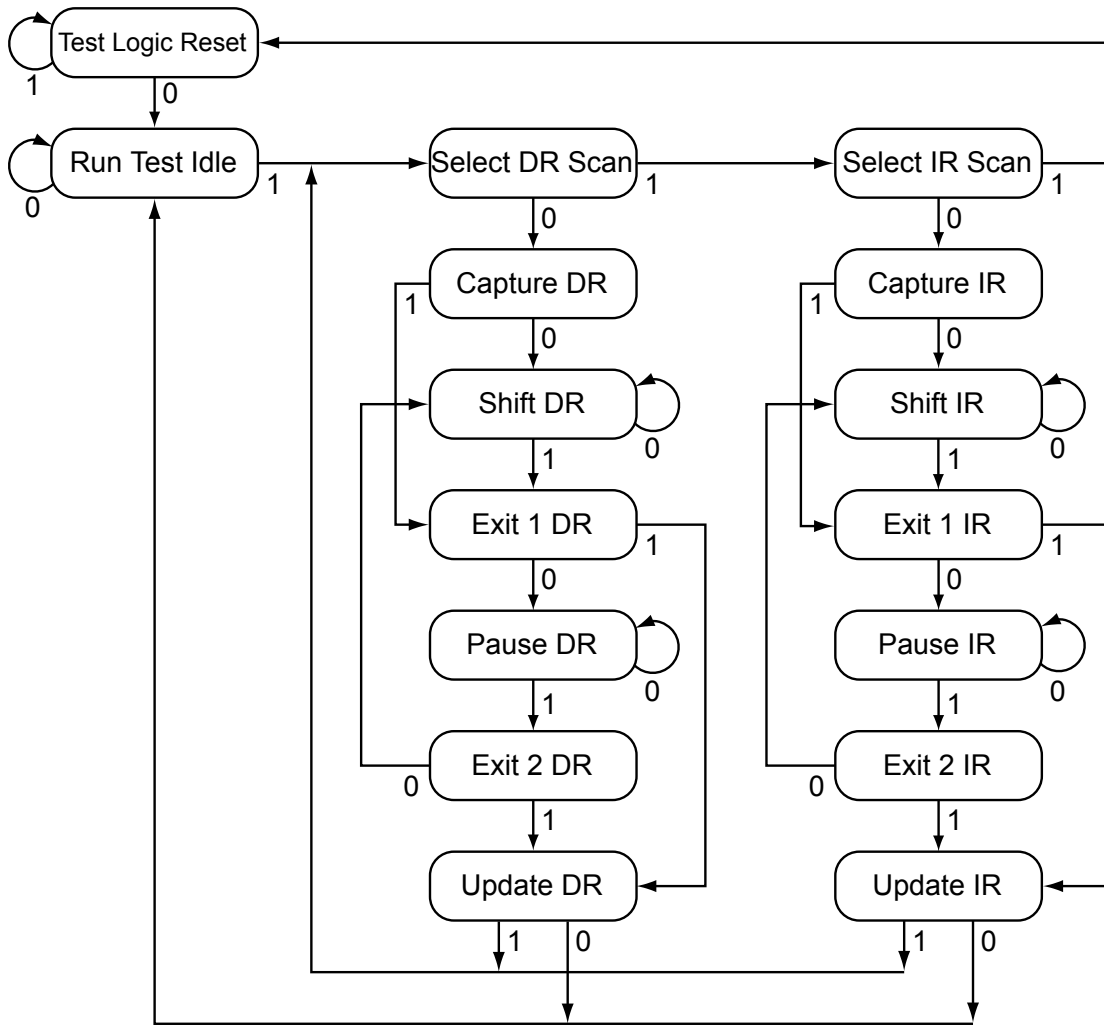 Test Logic Reset
1
0
Run Test Idle
0
1
Select DR Scan
1
0
Select IR Scan
1
0
Capture DR
1
0
Capture IR
1
0
Shift DR
0
1
Shift IR
0
1
Exit 1 DR
1
0
Exit 1 IR
1
0
Pause DR
0
1
Pause IR
0
1
Exit 2 DR
0
1
Exit 2 IR
0
1
Update DR
1
0
Update IR
1
0